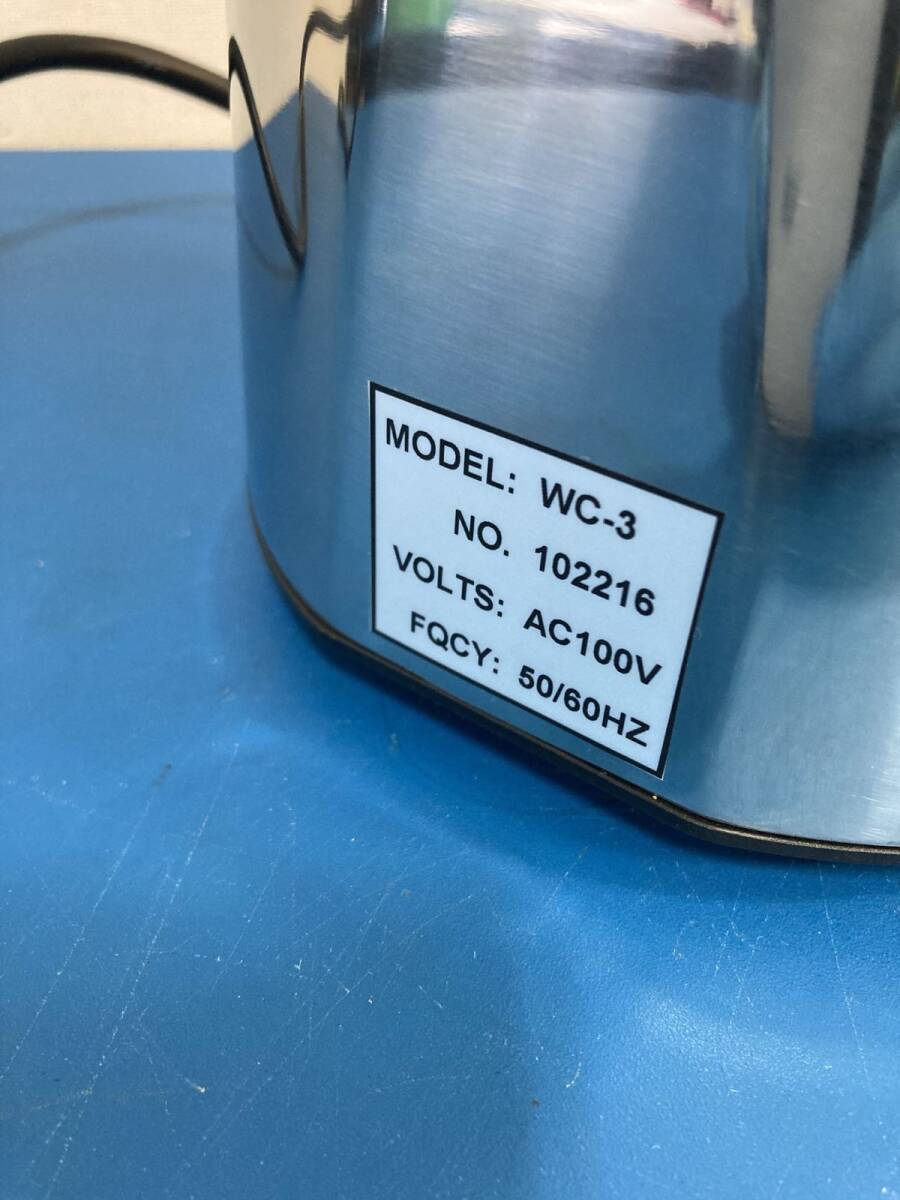 MODEL: WC-3
NO. 102216
VOLTS: AC100V
FQCY: 50/60HZ